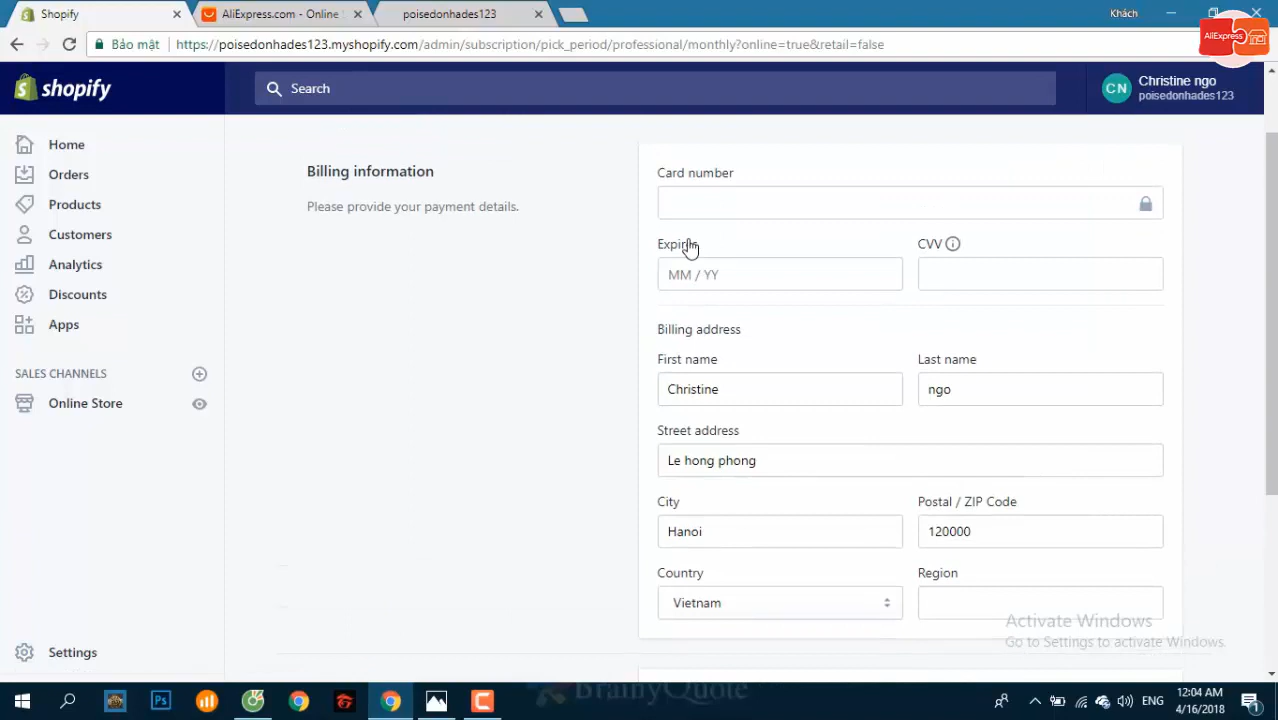 Shopify
AliExpress.com - Online
poisedonhades123
Khách
Bảo mật
https://poisedonhades123.myshopify.com/admin/subscription/pick_period/professional/monthly?online=true&retail=false
AliExpress
shopify
Search
CN
Christine ngo
poisedonhades123
Home
Orders
Products
Customers
Analytics
Discounts
Apps
SALES CHANNELS
Online Store
Settings
Billing information
Please provide your payment details.
Card number
Expires
CVV
MM / YY
Billing address
First name
Last name
Christine
ngo
Street address
Le hong phong
City
Postal / ZIP Code
Hanoi
120000
Country
Region
Vietnam
Activate Windows
Go to Settings to activate Windows.
BrainyQuote
Ps
ENG
12:04 AM
4/16/2018
1